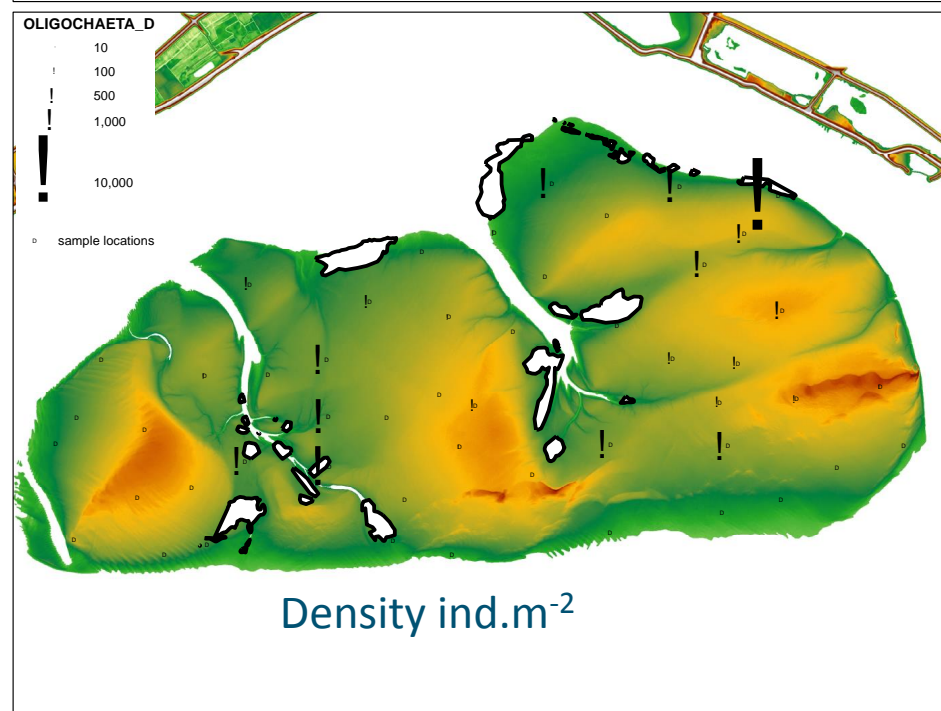 OLIGOCHAETA_D
10
! 100
! 500
! 1,000
! 10,000
D sample locations
Density ind.m-2